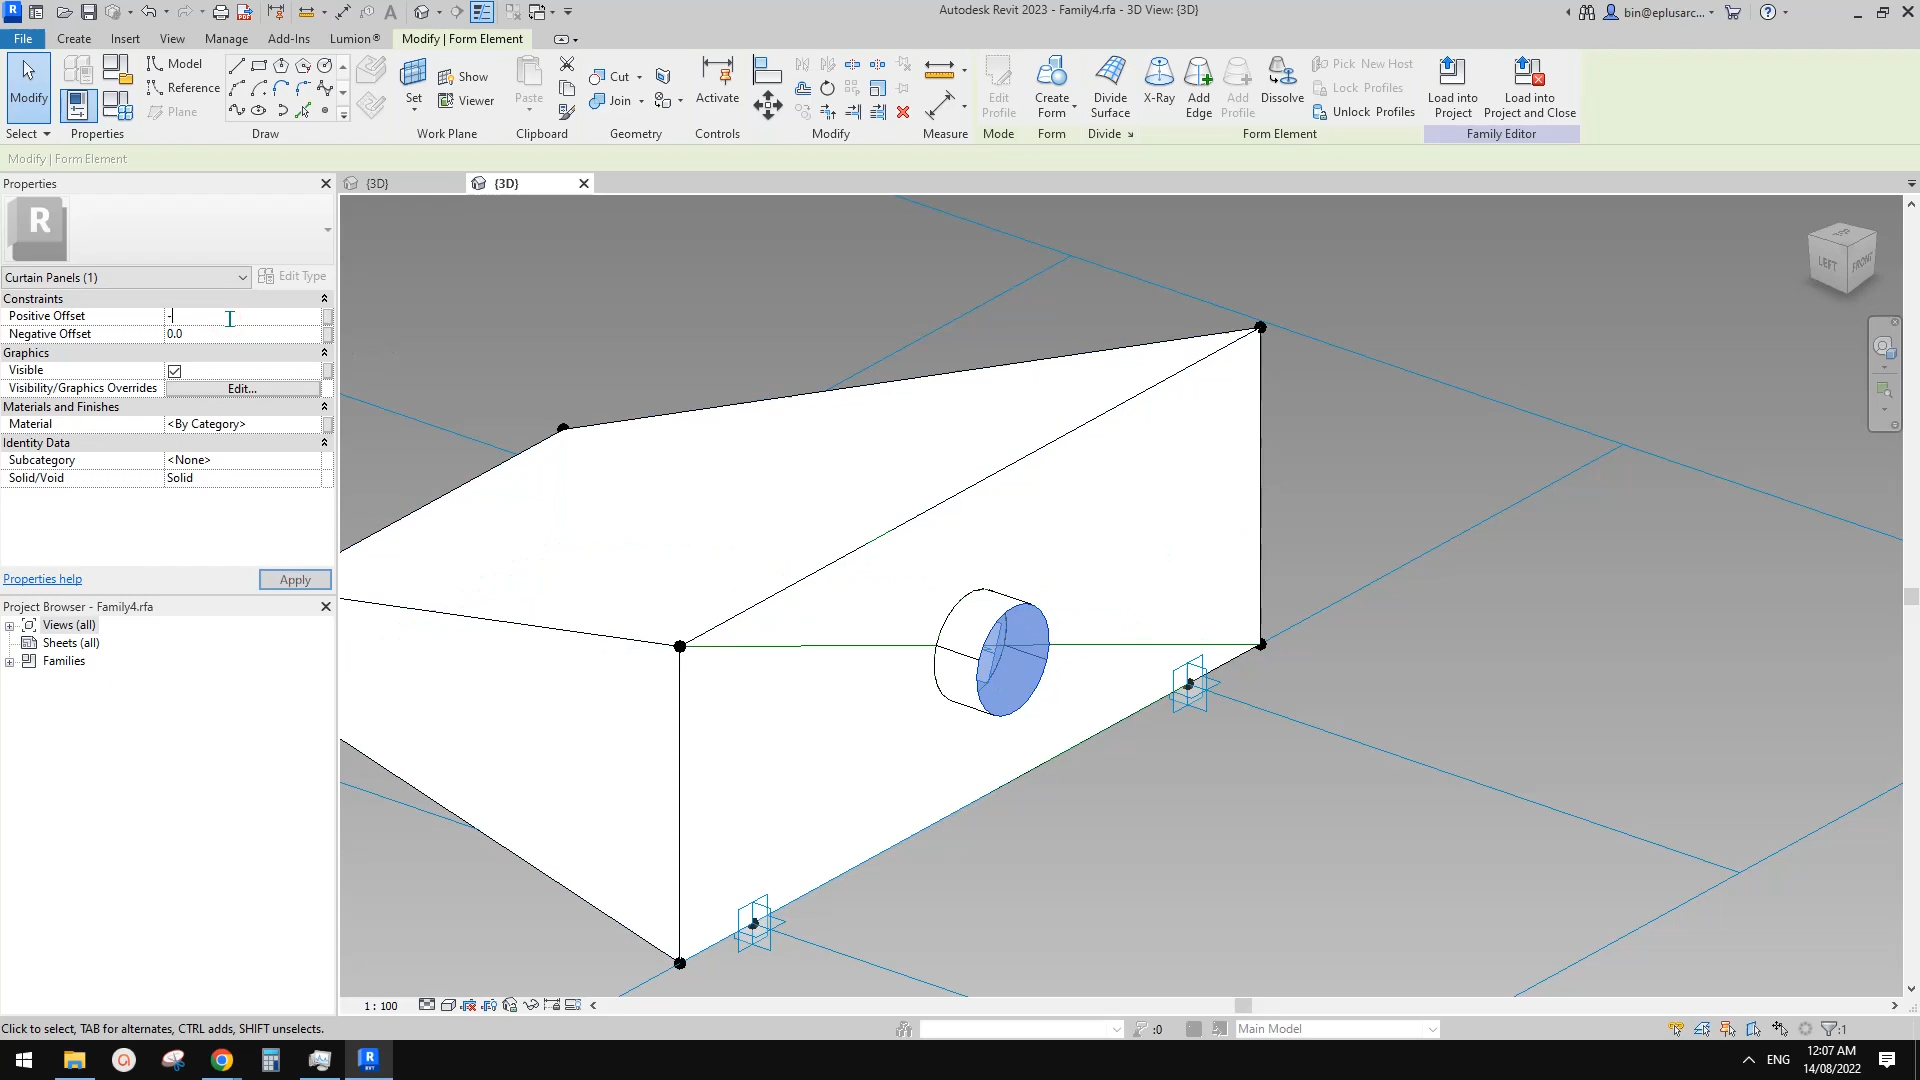 Autodesk Revit 2023 - Family4.rfa - 3D View: {3D}
bin@eplusarc...
File
Create
Insert
View
Manage
Add-Ins
Lumion®
Modify | Form Element
Modify
Model
Reference
Plane
Set
Show
Viewer
Paste
Cut
Join
Activate
Edit Profile
Create Form
Divide Surface
X-Ray
Add Edge
Add Profile
Dissolve
Pick New Host
Lock Profiles
Unlock Profiles
Load into Project
Load into Project and Close
Select
Properties
Draw
Work Plane
Clipboard
Geometry
Controls
Modify
Measure
Mode
Form
Divide
Form Element
Family Editor
Modify | Form Element
Properties
{3D}
{3D}
R
Curtain Panels (1)
Edit Type
Constraints
Positive Offset -
Negative Offset 0.0
Graphics
Visible
Visibility/Graphics Overrides Edit...
Materials and Finishes
Material <By Category>
Identity Data
Subcategory <None>
Solid/Void Solid
Properties help
Apply
Project Browser - Family4.rfa
Views (all)
Sheets (all)
Families
TOP
LEFT
FRONT
1 : 100
Click to select, TAB for alternates, CTRL adds, SHIFT unselects.
:0
Main Model
:1
ENG
12:07 AM
14/08/2022